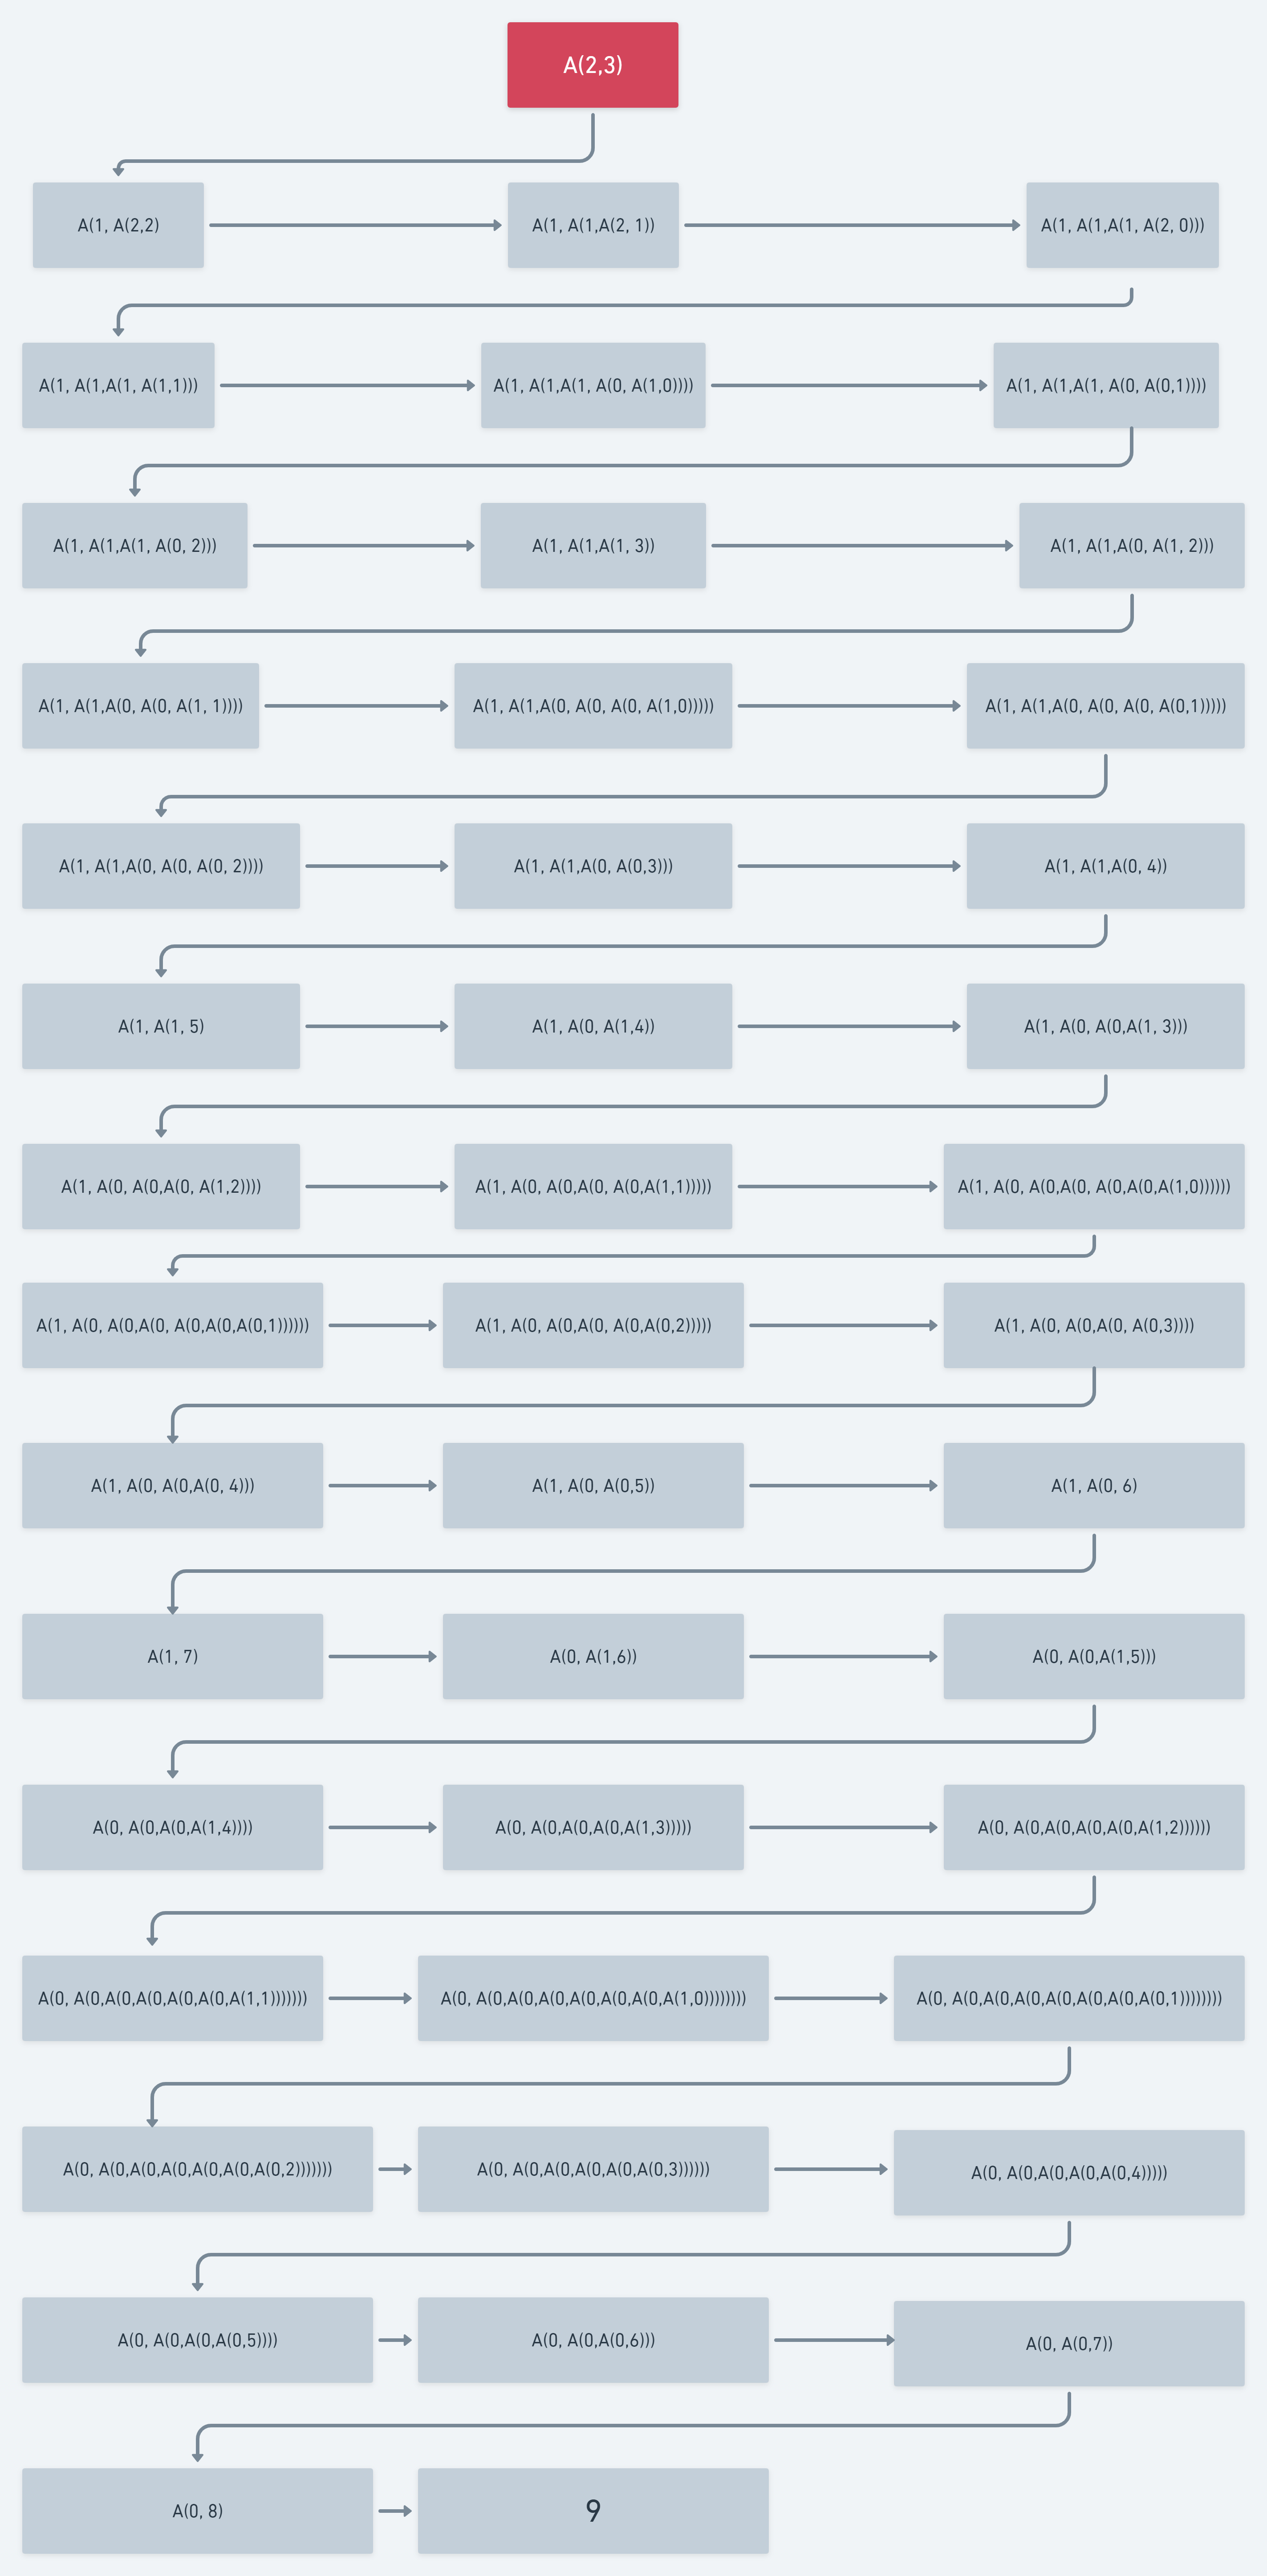 A(2,3)
A(1, A(2,2)
A(1, A(1,A(2, 1))
A(1, A(1,A(1, A(2, 0)))
A(1, A(1,A(1, A(1,1)))
A(1, A(1,A(1, A(0, A(1,0))))
A(1, A(1,A(1, A(0, A(0,1))))
A(1, A(1,A(1, A(0, 2)))
A(1, A(1,A(1, 3))
A(1, A(1,A(0, A(1, 2)))
A(1, A(1,A(0, A(0, A(1, 1))))
A(1, A(1,A(0, A(0, A(0, A(1,0)))))
A(1, A(1,A(0, A(0, A(0, A(0,1)))))
A(1, A(1,A(0, A(0, A(0, 2))))
A(1, A(1,A(0, A(0,3)))
A(1, A(1,A(0, 4))
A(1, A(1, 5)
A(1, A(0, A(1,4))
A(1, A(0, A(0,A(1, 3)))
A(1, A(0, A(0,A(0, A(1,2))))
A(1, A(0, A(0,A(0, A(0,A(1,1)))))
A(1, A(0, A(0,A(0, A(0,A(0,A(1,0))))))
A(1, A(0, A(0,A(0, A(0,A(0,A(0,1))))))
A(1, A(0, A(0,A(0, A(0,A(0,2)))))
A(1, A(0, A(0,A(0, A(0,3))))
A(1, A(0, A(0,A(0, 4)))
A(1, A(0, A(0,5))
A(1, A(0, 6)
A(1, 7)
A(0, A(1,6))
A(0, A(0,A(1,5)))
A(0, A(0,A(0,A(1,4))))
A(0, A(0,A(0,A(0,A(1,3)))))
A(0, A(0,A(0,A(0,A(0,A(1,2))))))
A(0, A(0,A(0,A(0,A(0,A(0,A(1,1)))))))
A(0, A(0,A(0,A(0,A(0,A(0,A(0,A(1,0))))))))
A(0, A(0,A(0,A(0,A(0,A(0,A(0,A(0,1))))))))
A(0, A(0,A(0,A(0,A(0,A(0,A(0,2)))))))
A(0, A(0,A(0,A(0,A(0,A(0,3))))))
A(0, A(0,A(0,A(0,A(0,4)))))
A(0, A(0,A(0,A(0,5))))
A(0, A(0,A(0,6)))
A(0, A(0,7))
A(0, 8)
9